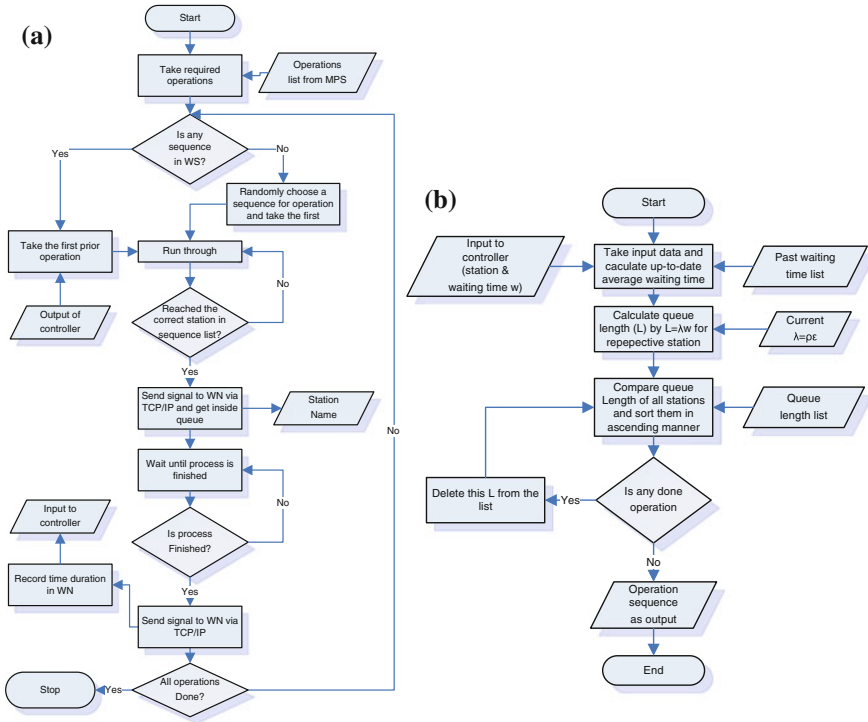 (a)
Start
Take required
operations
Operations
list from MPS
Is any
sequence
in WS?
Yes
No
Randomly choose a
sequence for operation
and take the first
Take the first prior
operation
Run through
No
Output of
controller
Reached the
correct station in
sequence list?
Yes
Send signal to WN via
TCP/IP and get inside
queue
Station
Name
No
Wait until process is
finished
No
Input to
controller
Is process
Finished?
Record time duration
in WN
Yes
Send signal to WN via
TCP/IP
All operations
Done?
Yes
Stop
(b)
Start
Input to
controller
(station &
waiting time w)
Take input data and
caculate up-to-date
average waiting time
Past waiting
time list
Calculate queue
length (L) by L=λw for
repepective station
Current
λ=ρε
Compare queue
Length of all stations
and sort them in
ascending manner
Queue
length list
Delete this L from the
list
Yes
Is any done
operation
No
Operation
sequence
as output
End